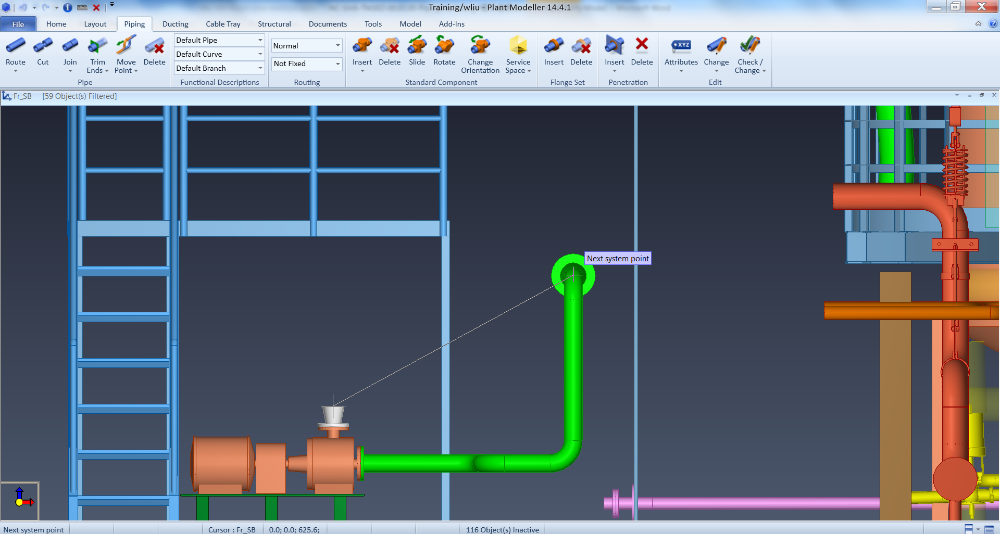 Training/wliu - Plant Modeller 14.4.1
File Home Layout Piping Ducting Cable Tray Structural Documents Tools Model Add-Ins
Route
Cut
Join
Trim
Ends
Move
Point
Delete
Pipe
Default Pipe
Default Curve
Default Branch
Functional Descriptions
Normal
Not Fixed
Routing
Insert
Delete
Slide
Rotate
Change
Orientation
Service
Space
Standard Component
Insert
Delete
Flange Set
Insert
Delete
Penetration
XYZ
Attributes
Change
Check /
Change
Edit
Fr_SB [59 Object(s) Filtered]
Next system point
Next system point
Cursor : Fr_SB
0.0; 0.0; 625.6;
116 Object(s) Inactive